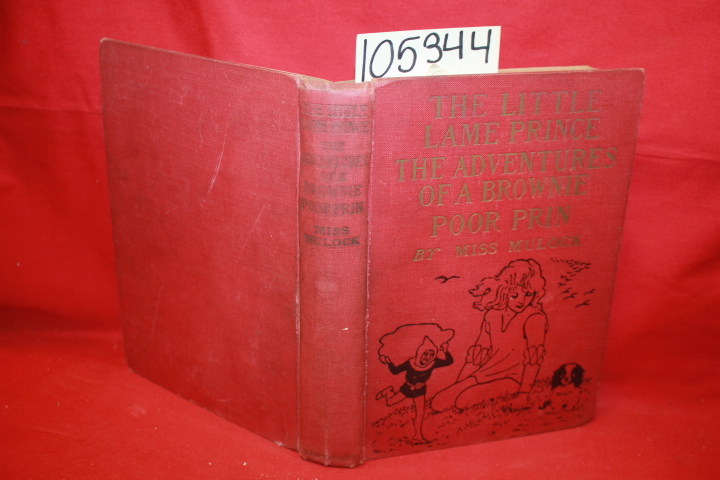 105344
THE LITTLE
LAME PRINCE
THE ADVENTURES
OF A BROWNIE
POOR PRIN
BY MISS MULOCK
THE LITTLE
LAME PRINCE
THE
ADVENTURES
OF A
BROWNIE
POOR PRIN
MISS
MULOCK